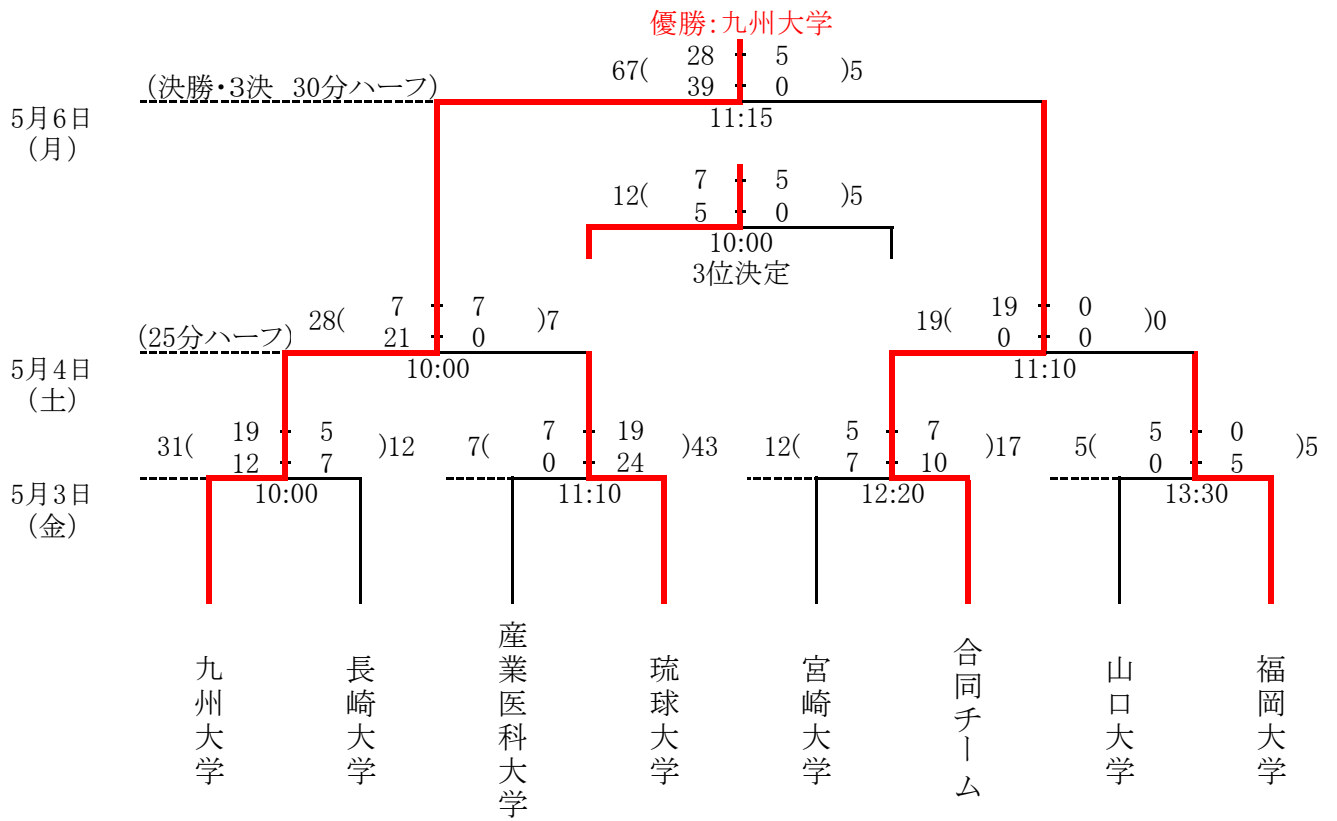 優勝:九州大学
67( 28 5 )5
39 0
(決勝・3決 30分ハーフ)
11:15
5月6日
(月)
12( 7 5 )5
5 0
10:00
3位決定
28( 7 7 )7
21 0
19( 19 0 )0
0 0
(25分ハーフ)
10:00
11:10
5月4日
(土)
31( 19 5 )12
12 7
7( 7 19 )43
0 24
12( 5 7 )17
7 10
5( 5 0 )5
0 5
10:00
11:10
12:20
13:30
5月3日
(金)
九州大学
長崎大学
産業医科大学
琉球大学
宮崎大学
合同チーム
山口大学
福岡大学